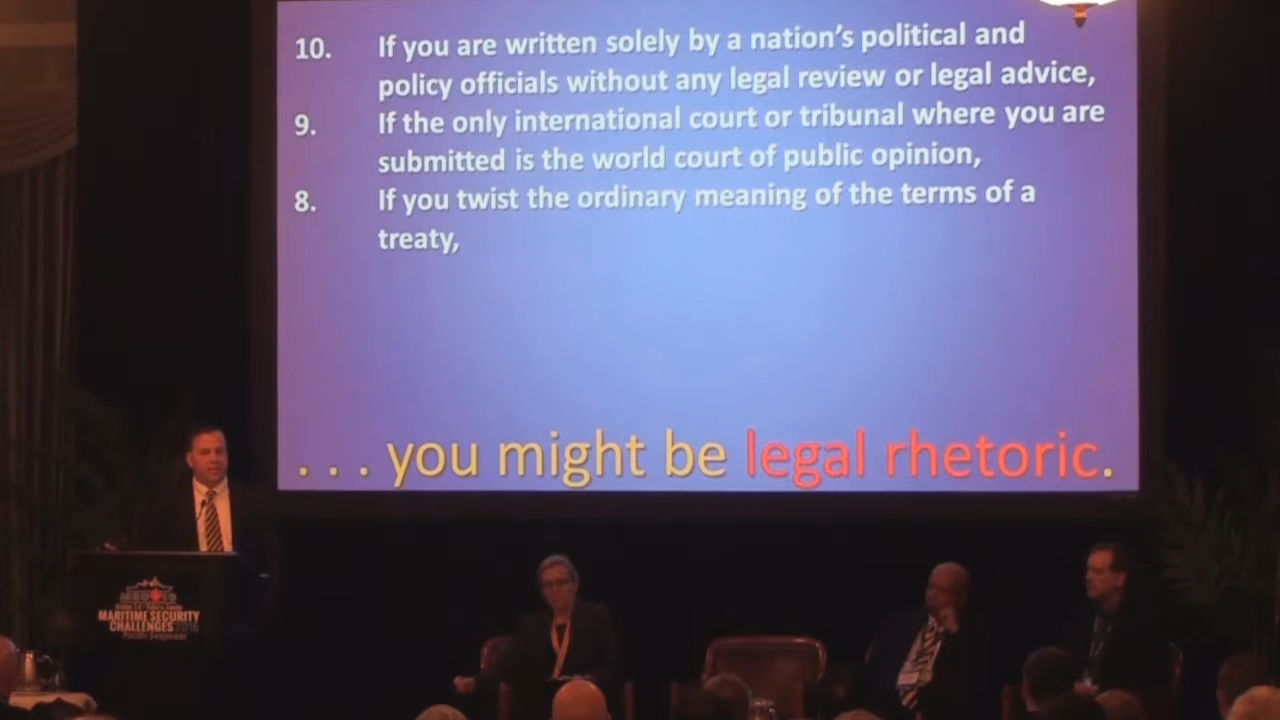 10. If you are written solely by a nation's political and
policy officials without any legal review or legal advice,
9. If the only international court or tribunal where you are
submitted is the world court of public opinion,
8. If you twist the ordinary meaning of the terms of a
treaty,
. . . you might be legal rhetoric.
MARITIME SECURITY
CHALLENGES 2016
Pacific Seapower